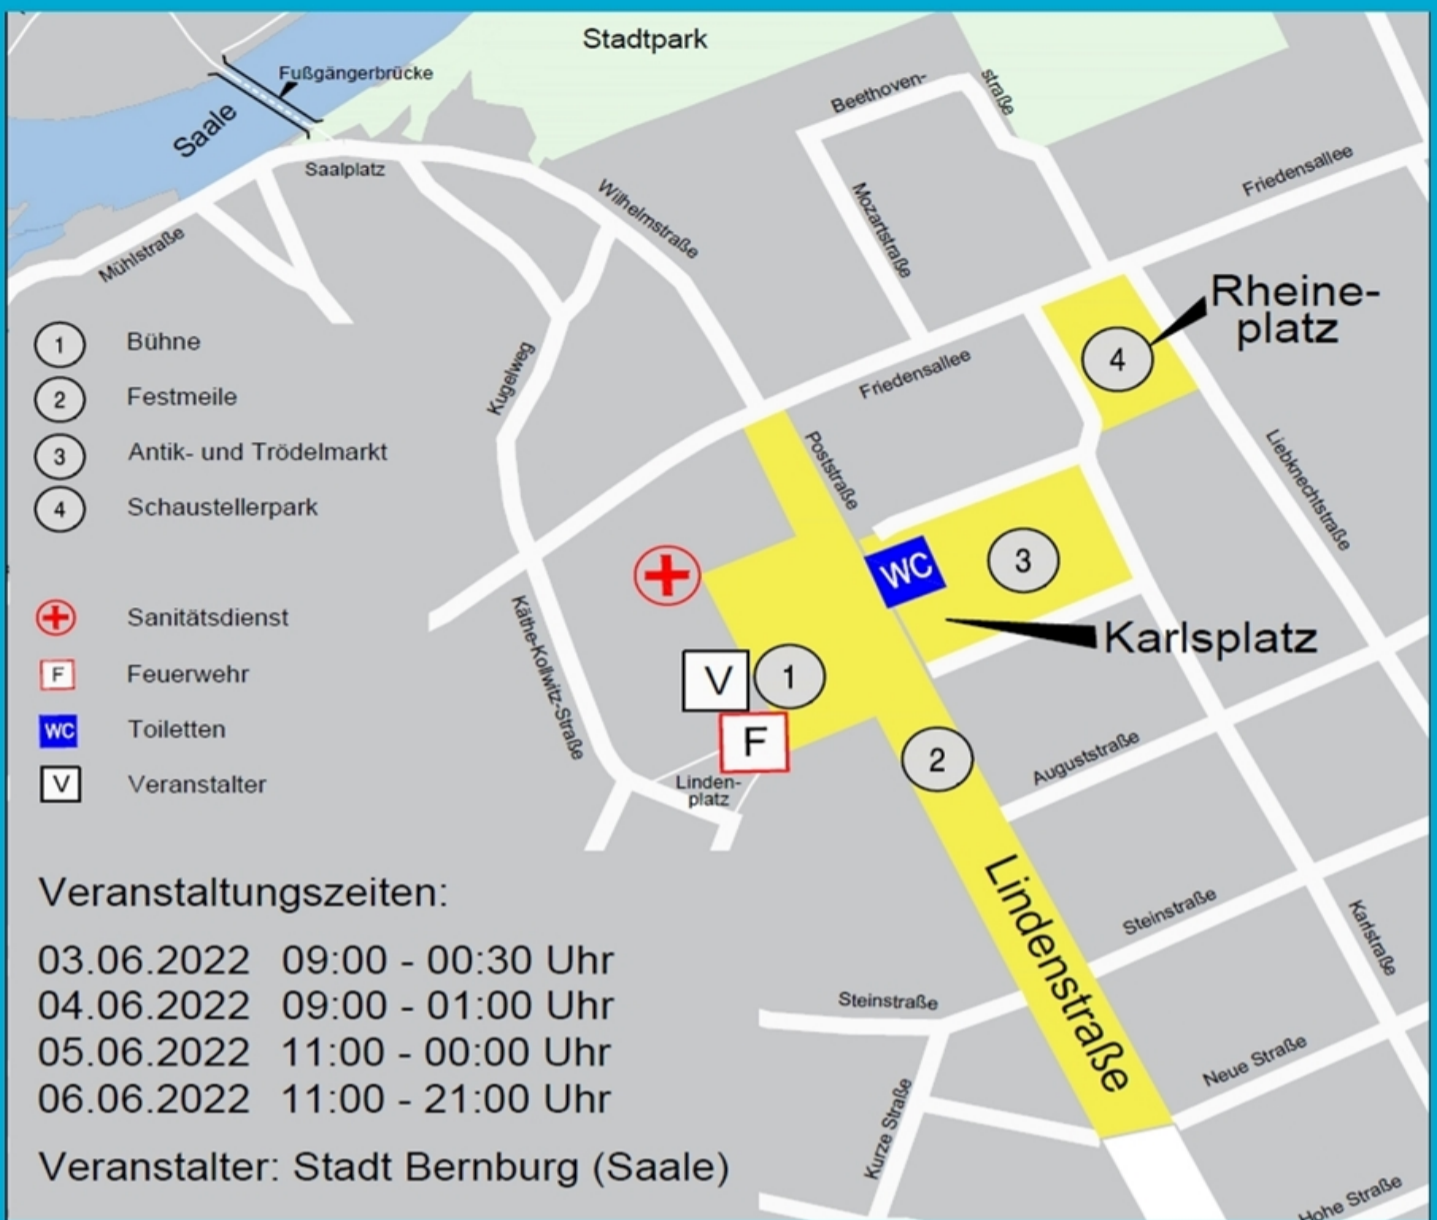 Stadtpark
Fußgängerbrücke
Saale
Saalplatz
Beethoven-
straße
Friedensallee
Mühlstraße
Wilhelmstraße
Mozartstraße
Rheine-
platz
4
1 Bühne
2 Festmeile
3 Antik- und Trödelmarkt
4 Schaustellerpark
Kugelweg
Friedensallee
Poststraße
Liebknechtstraße
WC
3
Karlsplatz
Sanitätsdienst
F Feuerwehr
WC Toiletten
V Veranstalter
Käthe-Kollwitz-Straße
V
1
F
2
Linden-
platz
Auguststraße
Lindenstraße
Steinstraße
Karlstraße
Steinstraße
Neue Straße
Kurze Straße
Hohe Straße
Veranstaltungszeiten:
03.06.2022 09:00 - 00:30 Uhr
04.06.2022 09:00 - 01:00 Uhr
05.06.2022 11:00 - 00:00 Uhr
06.06.2022 11:00 - 21:00 Uhr
Veranstalter: Stadt Bernburg (Saale)